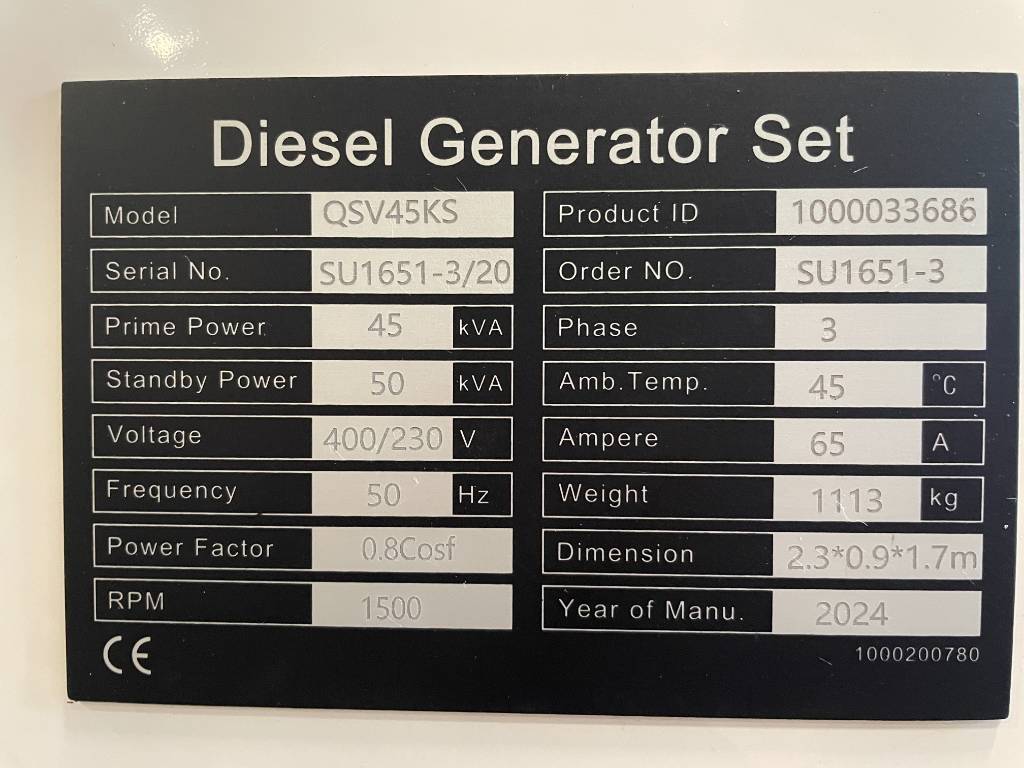 Diesel Generator Set
Model QSV45KS
Serial No. SU1651-3/20
Prime Power 45 kVA
Standby Power 50 kVA
Voltage 400/230 V
Frequency 50 Hz
Power Factor 0.8Cosf
RPM 1500
CE
Product ID 1000033686
Order NO. SU1651-3
Phase 3
Amb.Temp. 45 °C
Ampere 65 A
Weight 1113 kg
Dimension 2.3*0.9*1.7m
Year of Manu. 2024
1000200780